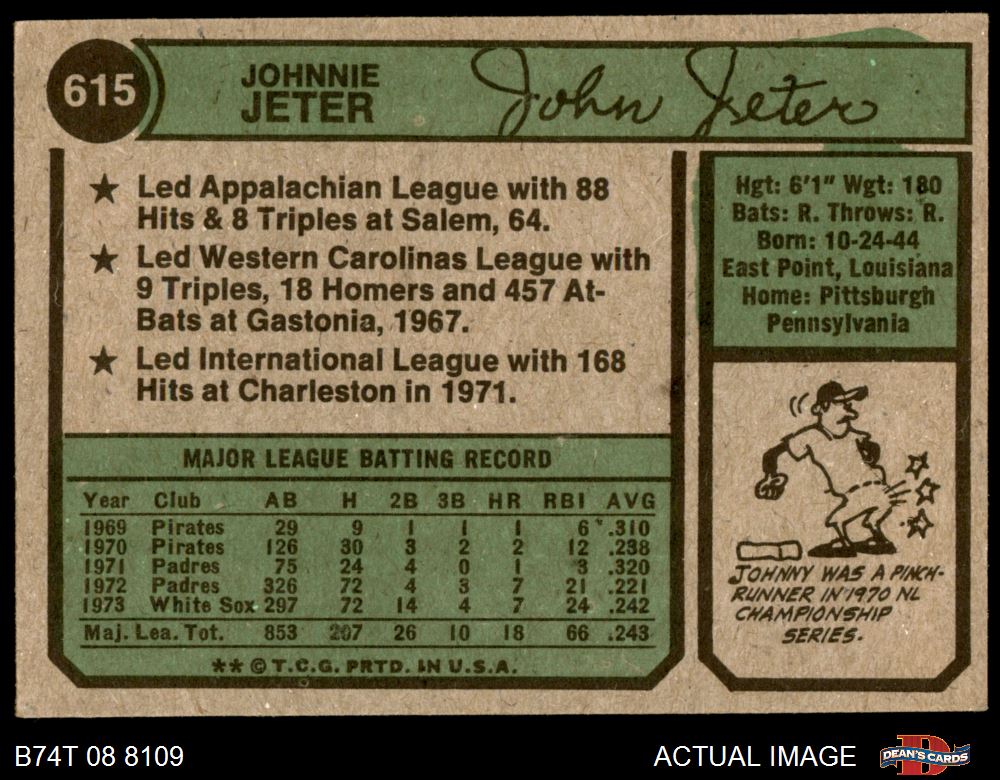 615
JOHNNIE
JETER
John Jeter
★ Led Appalachian League with 88
Hits & 8 Triples at Salem, 64.
★ Led Western Carolinas League with
9 Triples, 18 Homers and 457 At-
Bats at Gastonia, 1967.
★ Led International League with 168
Hits at Charleston in 1971.
Hgt: 6'1" Wgt: 180
Bats: R. Throws: R.
Born: 10-24-44
East Point, Louisiana
Home: Pittsburgh
Pennsylvania
MAJOR LEAGUE BATTING RECORD
Year Club AB H 2B 3B HR RBI AVG
1969 Pirates 29 9 1 1 1 6 .310
1970 Pirates 126 30 3 2 2 12 .238
1971 Padres 75 24 4 0 1 3 .320
1972 Padres 326 72 4 3 7 21 .221
1973 White Sox 297 72 14 4 7 24 .242
Maj. Lea. Tot. 853 207 26 10 18 66 .243
** © T.C.G. PRTD. IN U.S.A.
JOHNNY WAS A PINCH-
RUNNER IN 1970 NL
CHAMPIONSHIP
SERIES.
B74T 08 8109
ACTUAL IMAGE
D
DEAN'S CARDS